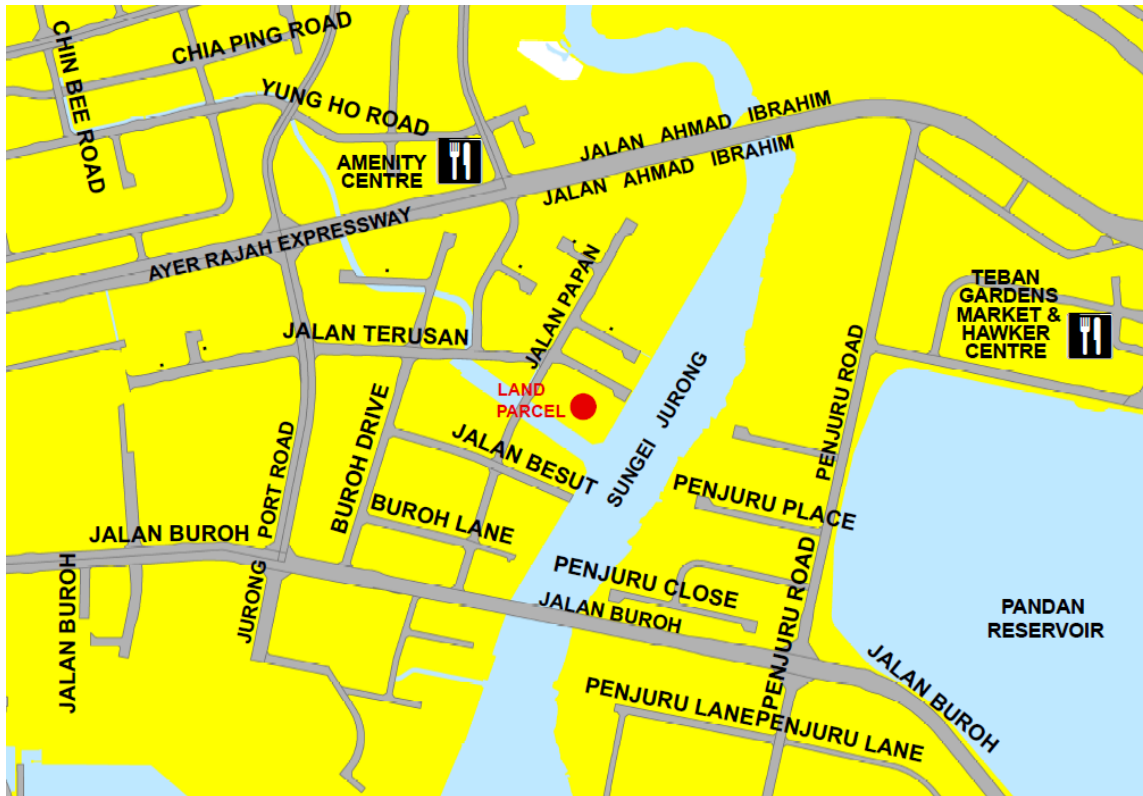 CHIA PING ROAD
CHIN BEE ROAD
YUNG HO ROAD
JALAN AHMAD IBRAHIM
JALAN AHMAD IBRAHIM
AMENITY
CENTRE
AYER RAJAH EXPRESSWAY
JALAN PAPAN
TEBAN
GARDENS
MARKET &
HAWKER
CENTRE
JALAN TERUSAN
LAND
PARCEL
SUNGEI JURONG
PENJURU ROAD
BUROH DRIVE
JALAN BESUT
PORT ROAD
JURONG
BUROH LANE
PENJURU PLACE
JALAN BUROH
JALAN BUROH
PENJURU CLOSE
JALAN BUROH
PENJURU ROAD
PANDAN
RESERVOIR
JALAN BUROH
PENJURU LANE
PENJURU LANE